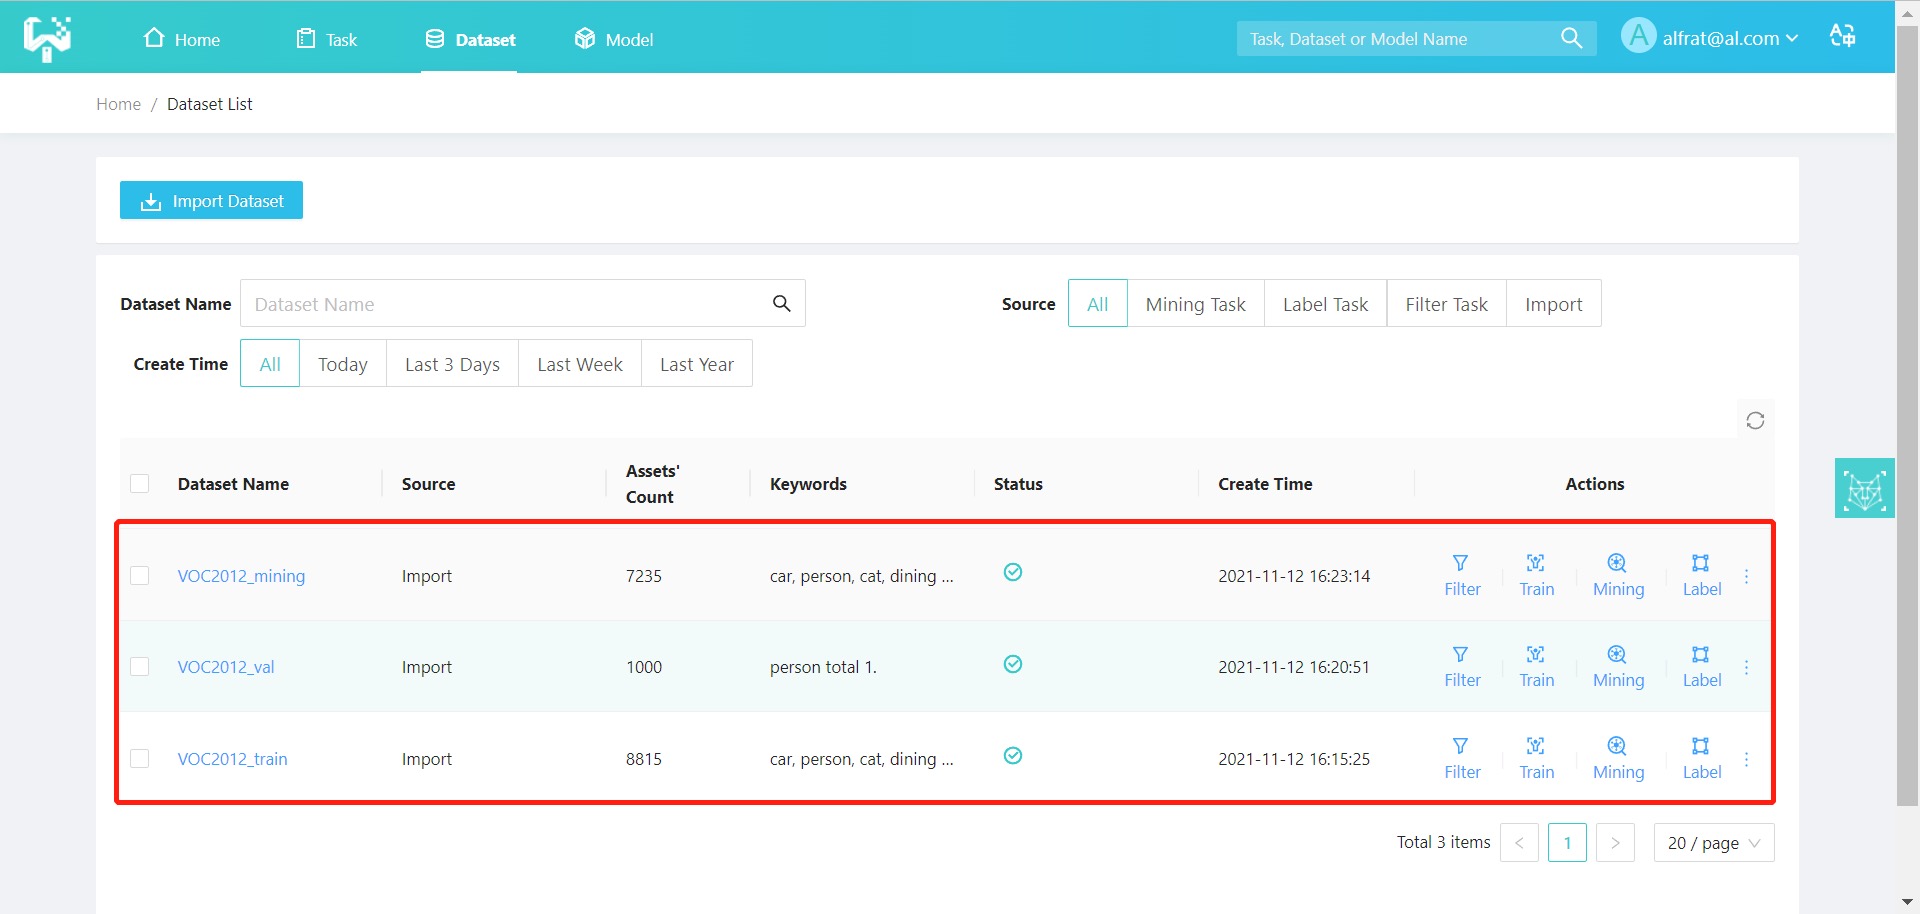 Home Task Dataset Model Task, Dataset or Model Name A alfrat@al.com
Home / Dataset List
Import Dataset
Dataset Name Dataset Name Source All Mining Task Label Task Filter Task Import
Create Time All Today Last 3 Days Last Week Last Year
Dataset Name Source Assets' Count Keywords Status Create Time Actions
VOC2012_mining Import 7235 car, person, cat, dining ... 2021-11-12 16:23:14 Filter Train Mining Label
VOC2012_val Import 1000 person total 1. 2021-11-12 16:20:51 Filter Train Mining Label
VOC2012_train Import 8815 car, person, cat, dining ... 2021-11-12 16:15:25 Filter Train Mining Label
Total 3 items < 1 > 20 / page